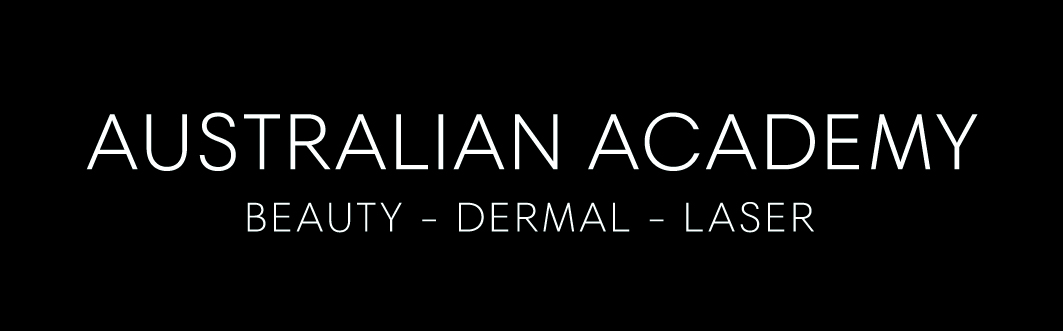 AUSTRALIAN ACADEMY
BEAUTY – DERMAL – LASER